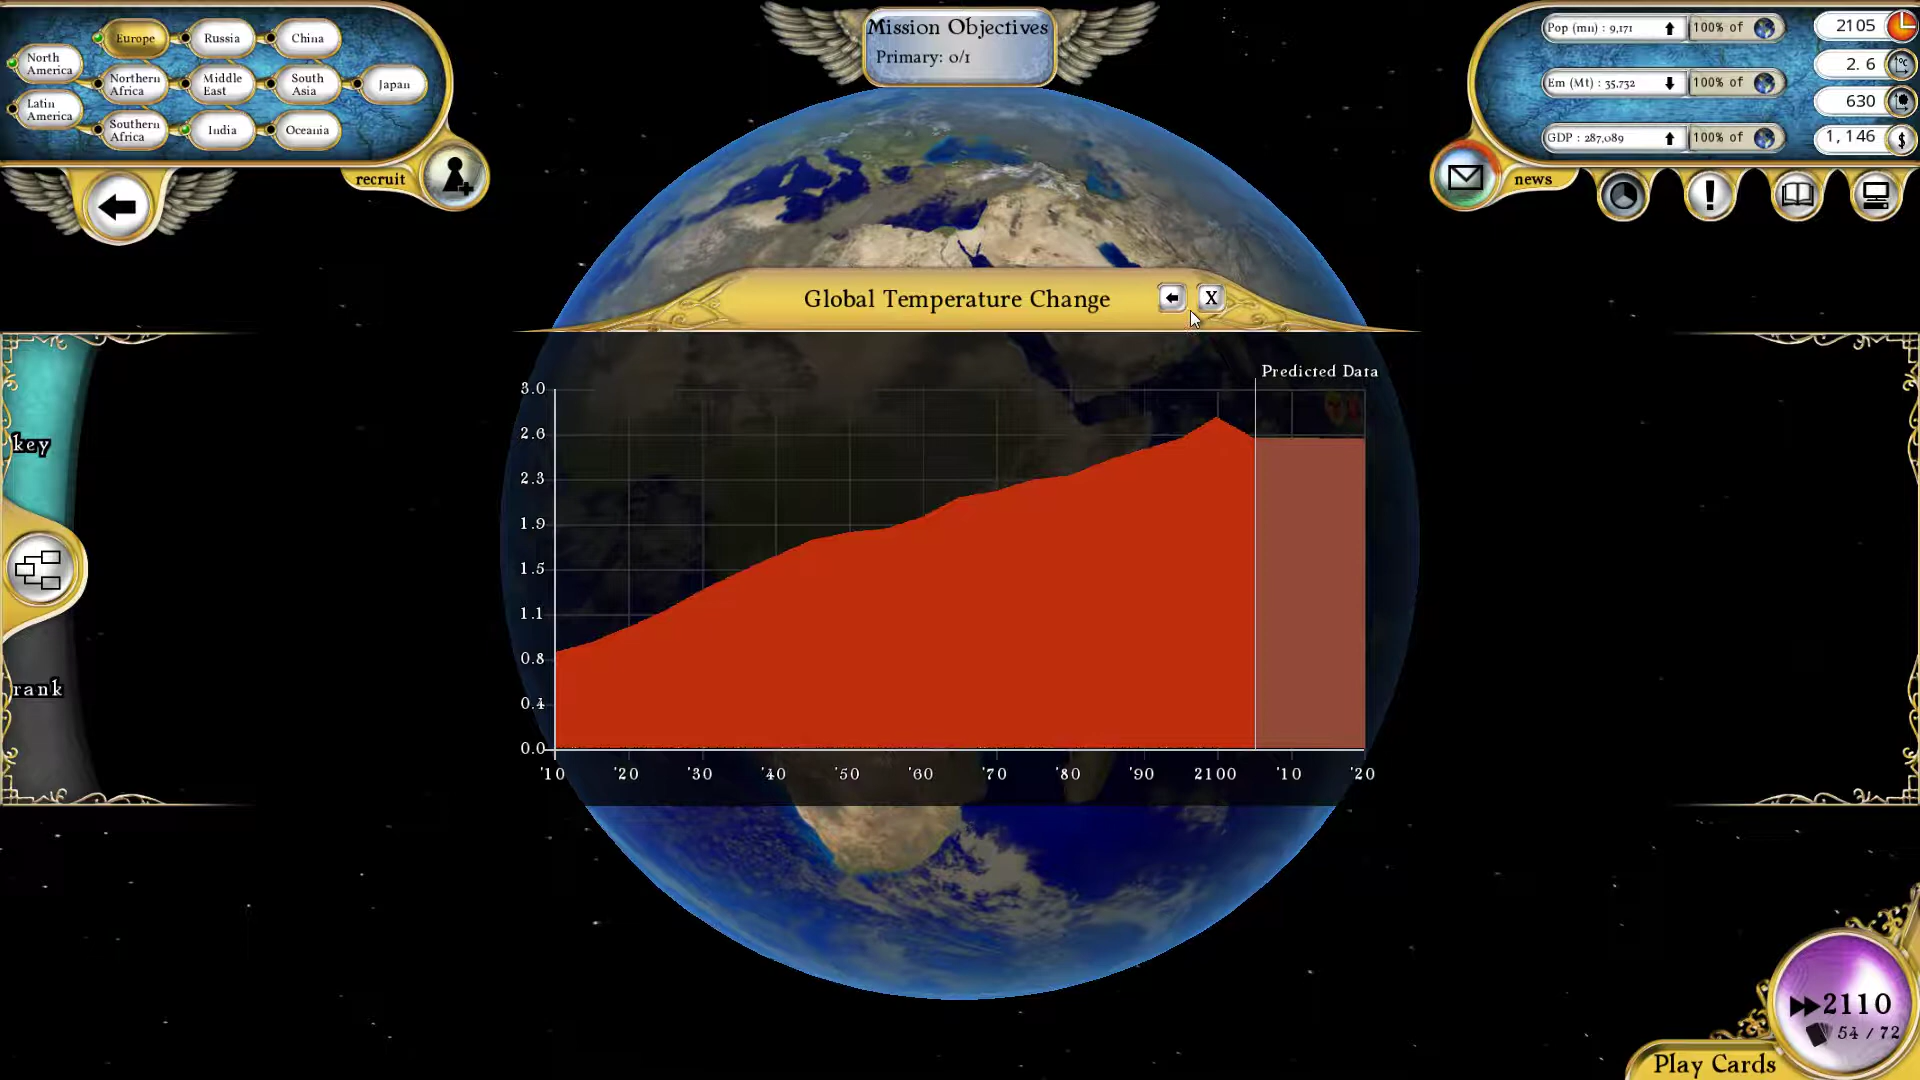 Europe
Russia
China
North
America
Northern
Africa
Middle
East
South
Asia
Japan
Latin
America
Southern
Africa
India
Oceania
recruit
Mission Objectives
Primary: 0/1
Pop (mn) : 9,171
100% of
2105
2.6
Em (Mt) : 35,732
100% of
630
GDP : 287,089
100% of
1,146
news
Global Temperature Change
X
Predicted Data
3.0
2.6
2.3
1.9
1.5
1.1
0.8
0.4
0.0
'10
'20
'30
'40
'50
'60
'70
'80
'90
2100
'10
'20
key
rank
2110
54 / 72
Play Cards